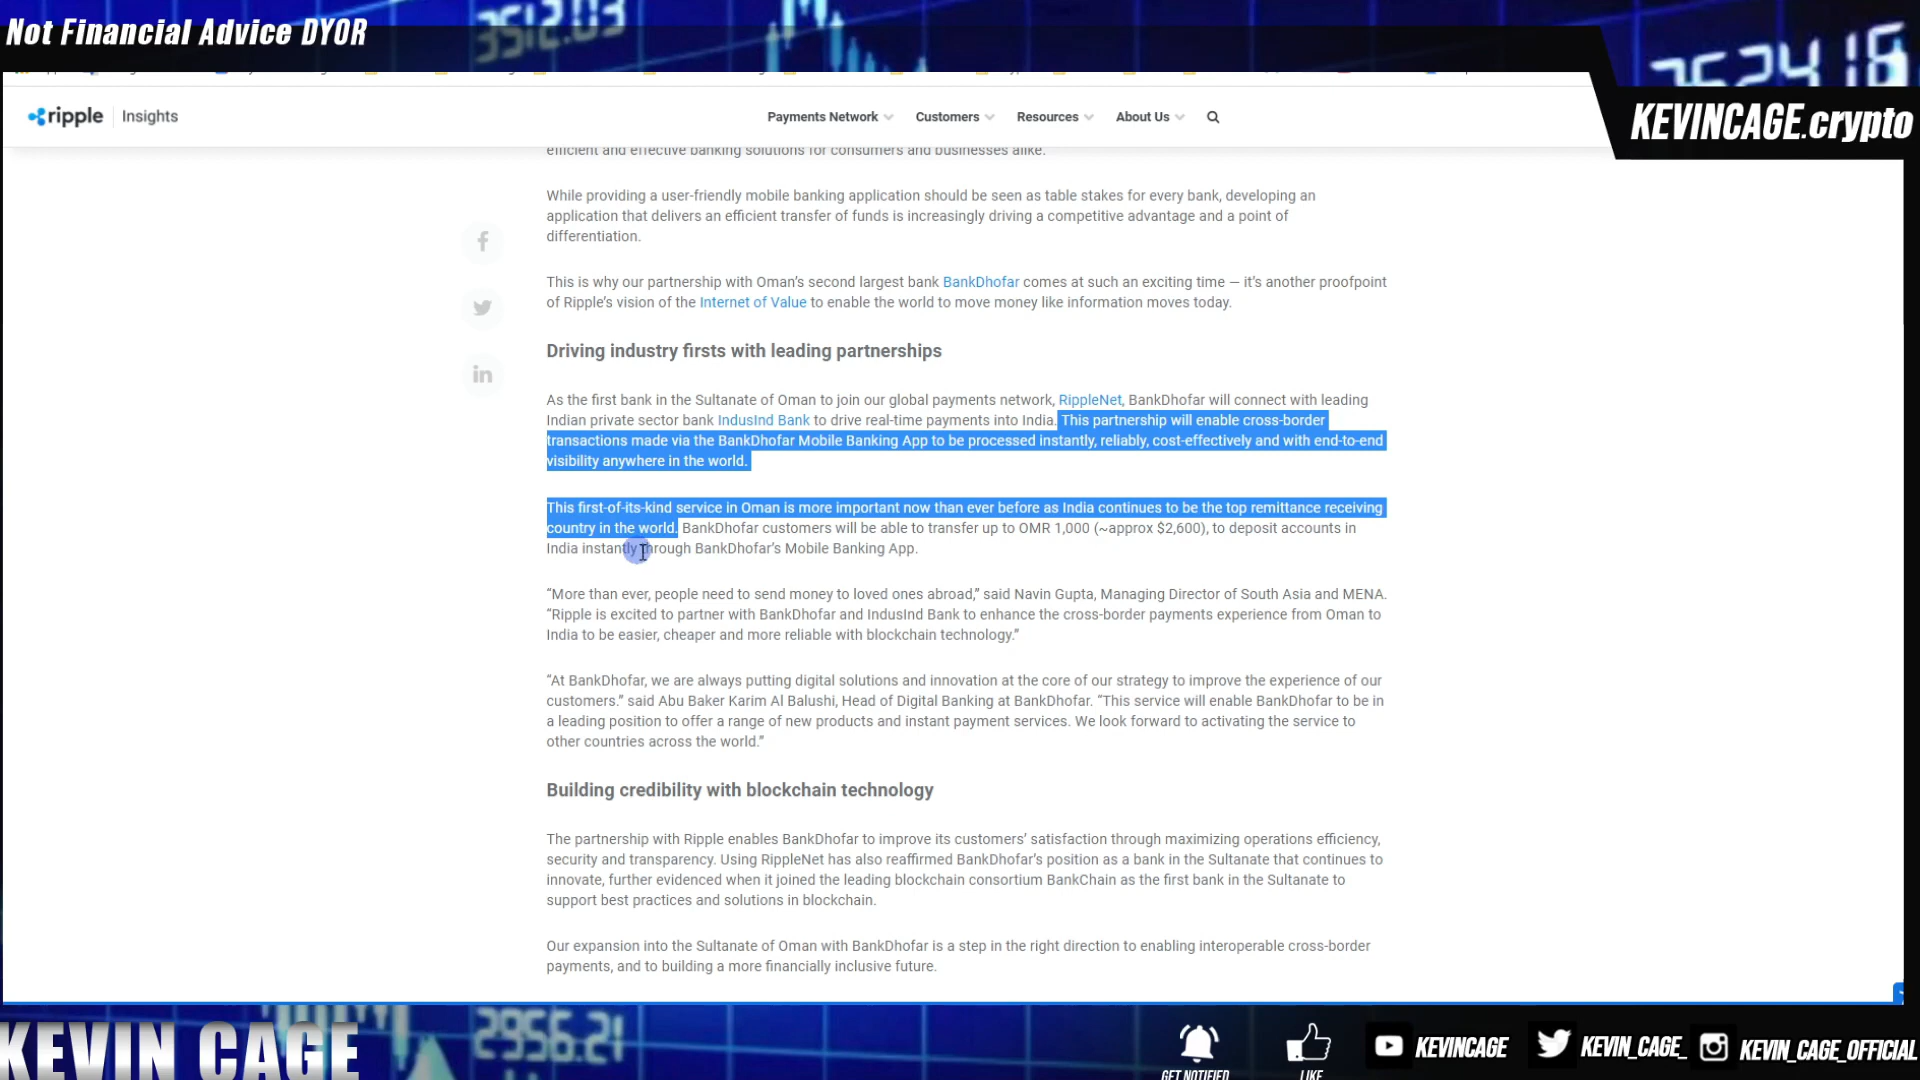 Not Financial Advice DYOR
3512.03
KEVINCAGE.crypto
ripple Insights
Payments Network Customers Resources About Us
efficient and effective banking solutions for consumers and businesses alike.
While providing a user-friendly mobile banking application should be seen as table stakes for every bank, developing an
application that delivers an efficient transfer of funds is increasingly driving a competitive advantage and a point of
differentiation.
This is why our partnership with Oman’s second largest bank BankDhofar comes at such an exciting time — it’s another proofpoint
of Ripple’s vision of the Internet of Value to enable the world to move money like information moves today.
Driving industry firsts with leading partnerships
As the first bank in the Sultanate of Oman to join our global payments network, RippleNet, BankDhofar will connect with leading
Indian private sector bank IndusInd Bank to drive real-time payments into India. This partnership will enable cross-border
transactions made via the BankDhofar Mobile Banking App to be processed instantly, reliably, cost-effectively and with end-to-end
visibility anywhere in the world.
This first-of-its-kind service in Oman is more important now than ever before as India continues to be the top remittance receiving
country in the world. BankDhofar customers will be able to transfer up to OMR 1,000 (~approx $2,600), to deposit accounts in
India instantly through BankDhofar’s Mobile Banking App.
“More than ever, people need to send money to loved ones abroad,” said Navin Gupta, Managing Director of South Asia and MENA.
“Ripple is excited to partner with BankDhofar and IndusInd Bank to enhance the cross-border payments experience from Oman to
India to be easier, cheaper and more reliable with blockchain technology.”
“At BankDhofar, we are always putting digital solutions and innovation at the core of our strategy to improve the experience of our
customers.” said Abu Baker Karim Al Balushi, Head of Digital Banking at BankDhofar. “This service will enable BankDhofar to be in
a leading position to offer a range of new products and instant payment services. We look forward to activating the service to
other countries across the world.”
Building credibility with blockchain technology
The partnership with Ripple enables BankDhofar to improve its customers’ satisfaction through maximizing operations efficiency,
security and transparency. Using RippleNet has also reaffirmed BankDhofar’s position as a bank in the Sultanate that continues to
innovate, further evidenced when it joined the leading blockchain consortium BankChain as the first bank in the Sultanate to
support best practices and solutions in blockchain.
Our expansion into the Sultanate of Oman with BankDhofar is a step in the right direction to enabling interoperable cross-border
payments, and to building a more financially inclusive future.
KEVIN CAGE
2956.21
GET NOTIFIED
LIKE
KEVINCAGE
KEVIN_CAGE_
KEVIN_CAGE_OFFICIAL